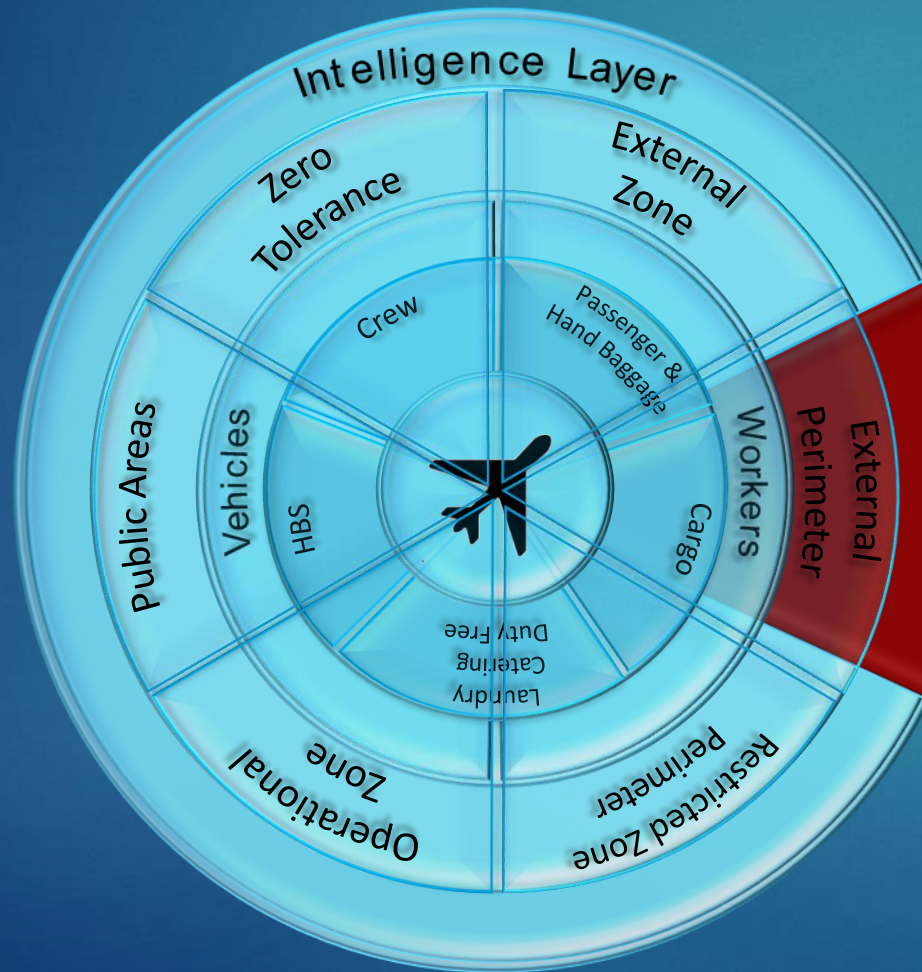 Intelligence Layer
Zero
Tolerance
External
Zone
Crew
Passenger &
Hand Baggage
Public Areas
Vehicles
HBS
Cargo
Workers
External
Perimeter
Duty Free
Catering
Laundry
Operational
Zone
Restricted Zone
Perimeter